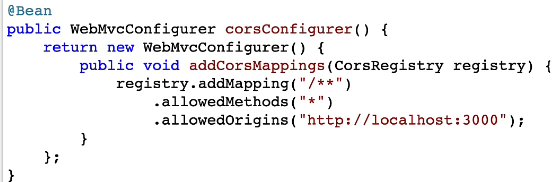 @Bean
public WebMvcConfigurer corsConfigurer() {
    return new WebMvcConfigurer() {
        public void addCorsMappings(CorsRegistry registry) {
            registry.addMapping("/**")
                .allowedMethods("*")
                .allowedOrigins("http://localhost:3000");
        }
    };
}